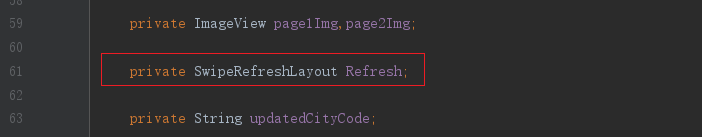 59 private ImageView page1Img,page2Img;
60
61 private SwipeRefreshLayout Refresh;
62
63 private String updatedCityCode;